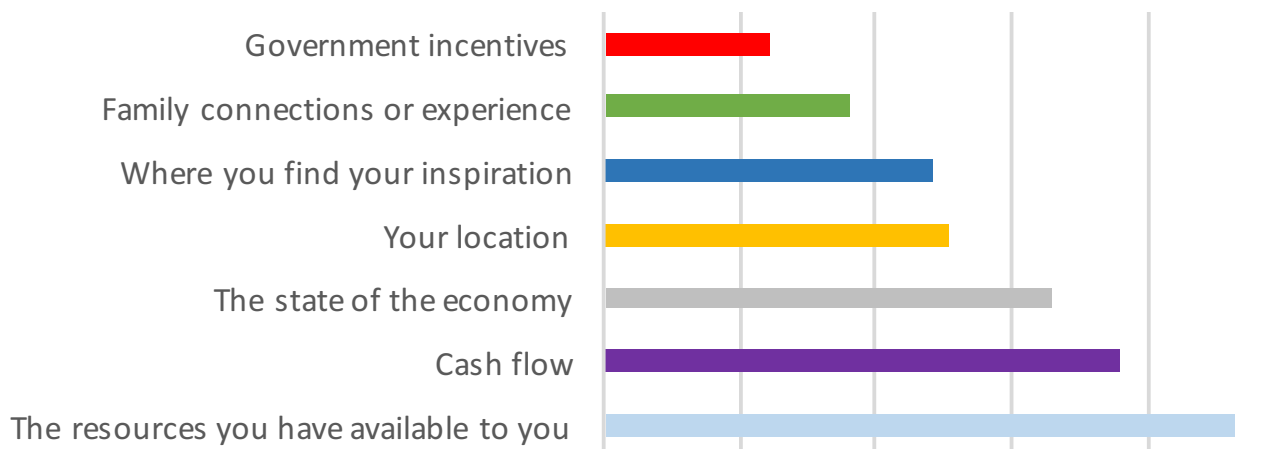 Government incentives
Family connections or experience
Where you find your inspiration
Your location
The state of the economy
Cash flow
The resources you have available to you